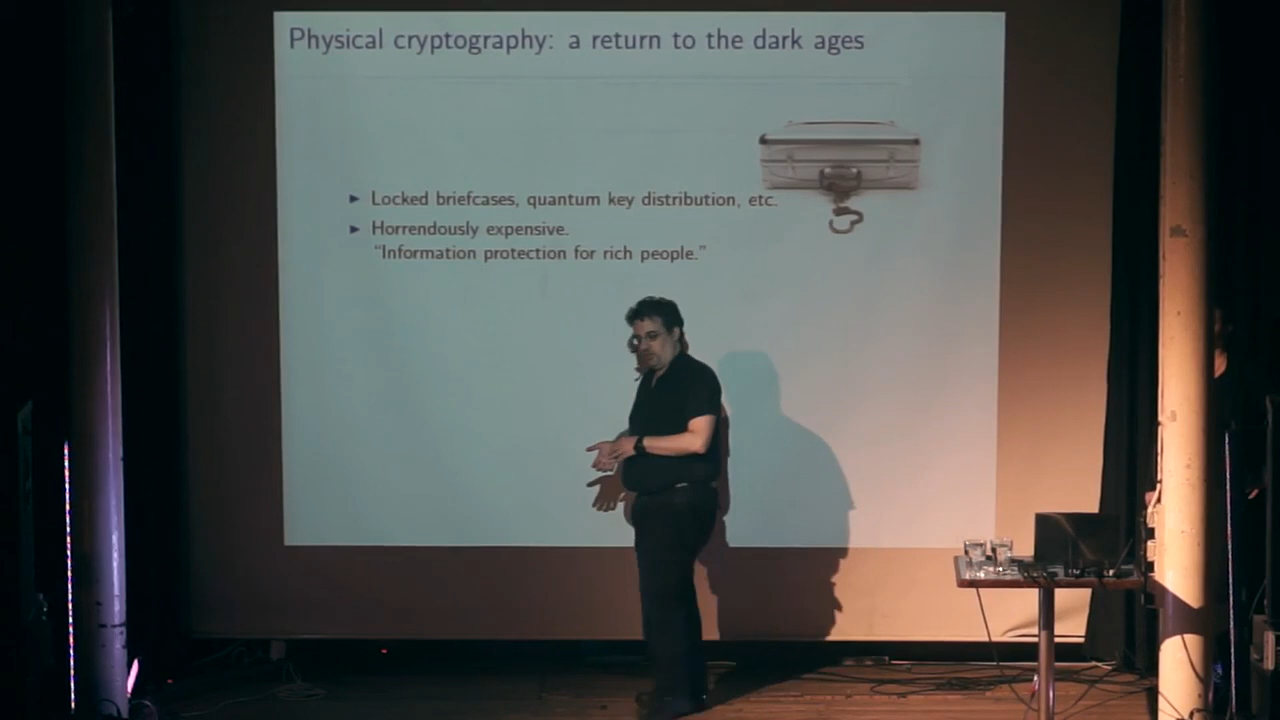 Physical cryptography: a return to the dark ages
► Locked briefcases, quantum key distribution, etc.
► Horrendously expensive.
“Information protection for rich people.”